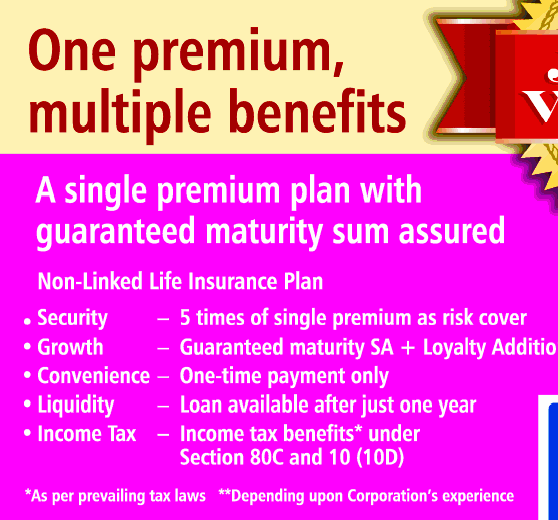 One premium,
multiple benefits
A single premium plan with
guaranteed maturity sum assured
Non-Linked Life Insurance Plan
• Security – 5 times of single premium as risk cover
• Growth – Guaranteed maturity SA + Loyalty Additio
• Convenience – One-time payment only
• Liquidity – Loan available after just one year
• Income Tax – Income tax benefits* under
Section 80C and 10 (10D)
*As per prevailing tax laws **Depending upon Corporation's experience